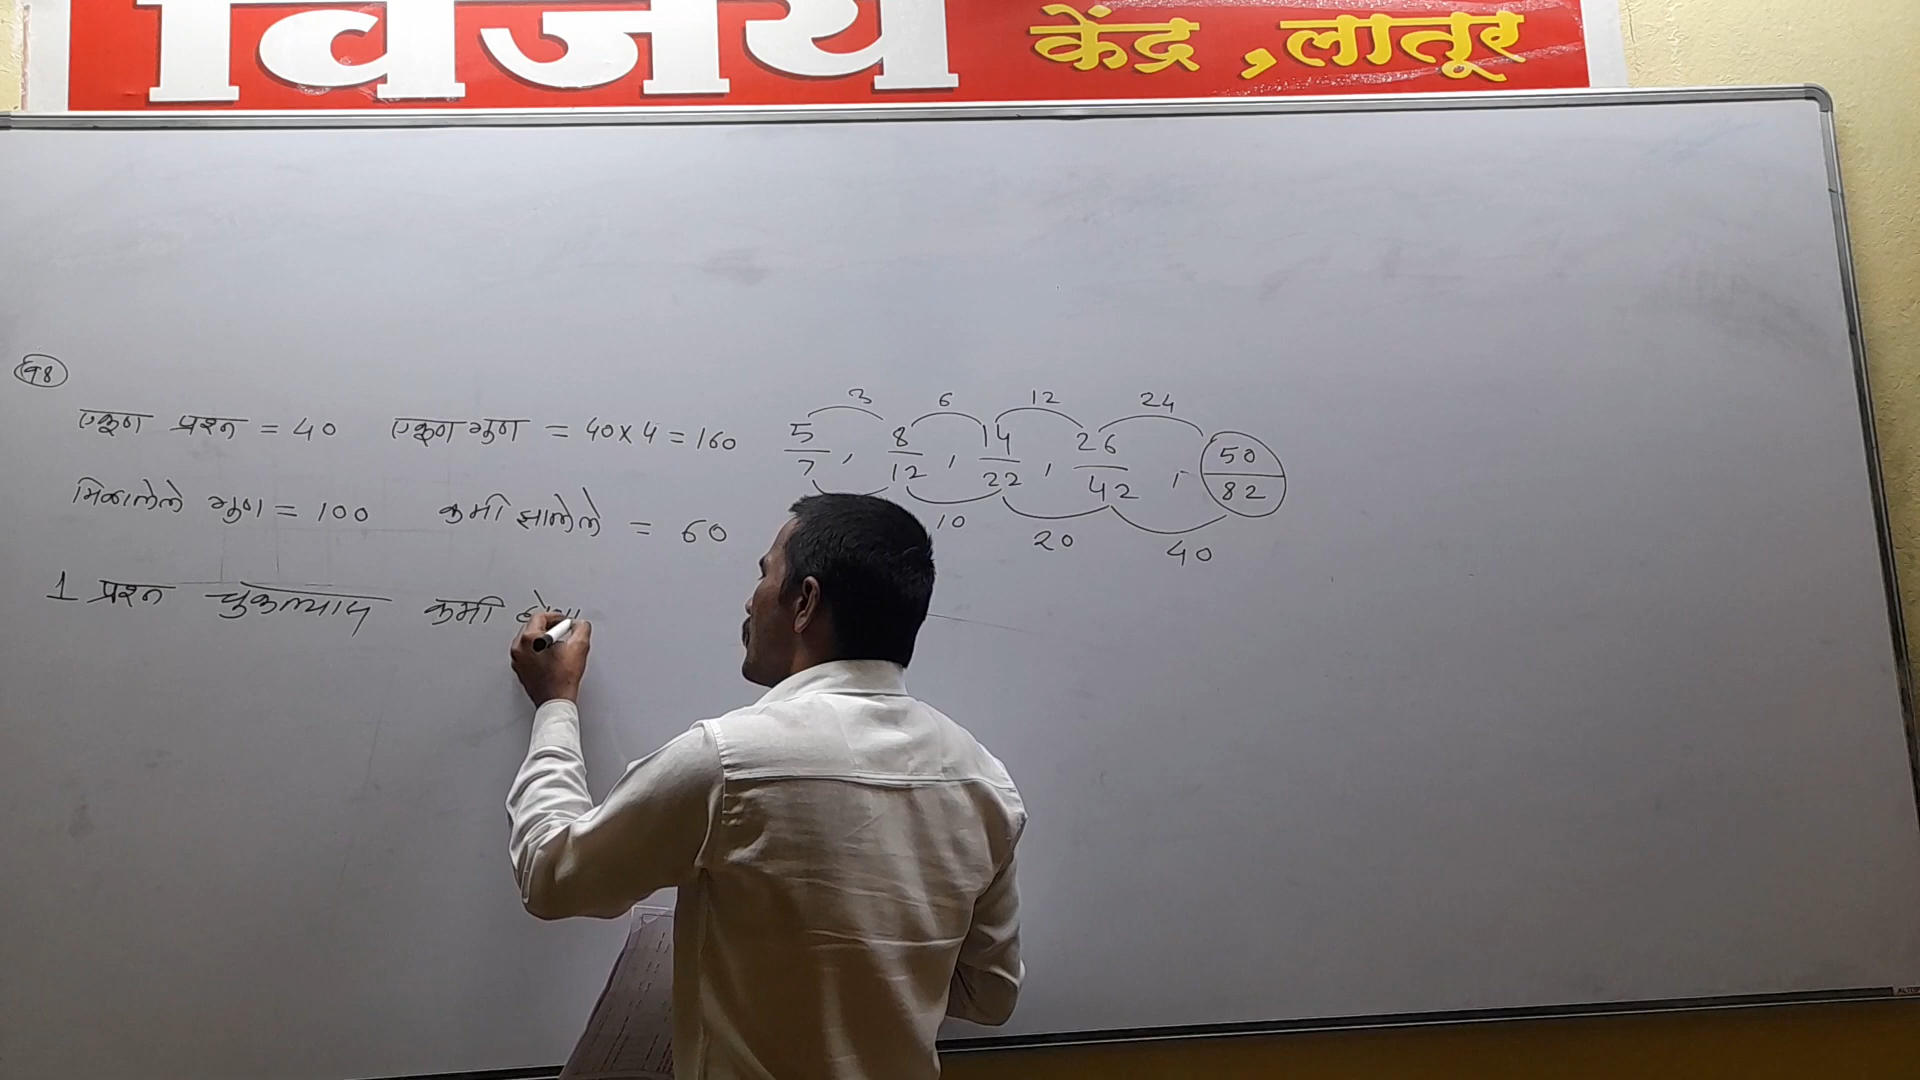 विजय केंद्र, लातूर
98
एकूण प्रश्न = 40 एकूण गुण = 40 x 4 = 160
मिळालेले गुण = 100 कमी झालेले = 60
1 प्रश्न चुकल्यास कमी
3 6 12 24
5/7, 8/12, 14/22, 26/42, 50/82
10 20 40